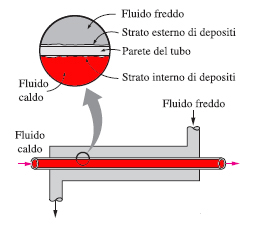 Fluido freddo
Strato esterno di depositi
Parete del tubo
Strato interno di depositi
Fluido
caldo
Fluido freddo
Fluido
caldo